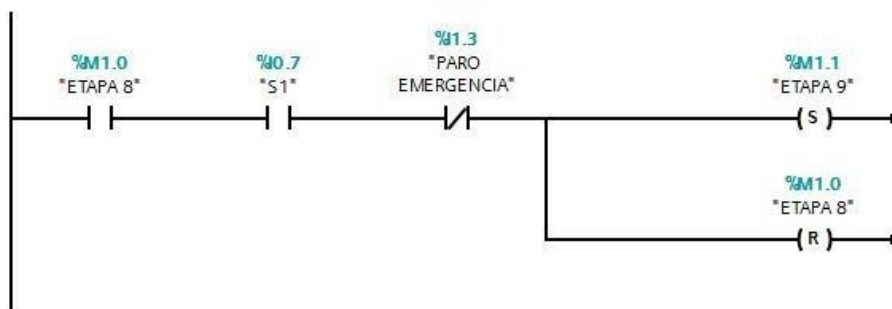 %I1.3
"PARO
EMERGENCIA"
%M1.0
"ETAPA 8"
%I0.7
"S1"
%M1.1
"ETAPA 9"
S
%M1.0
"ETAPA 8"
R